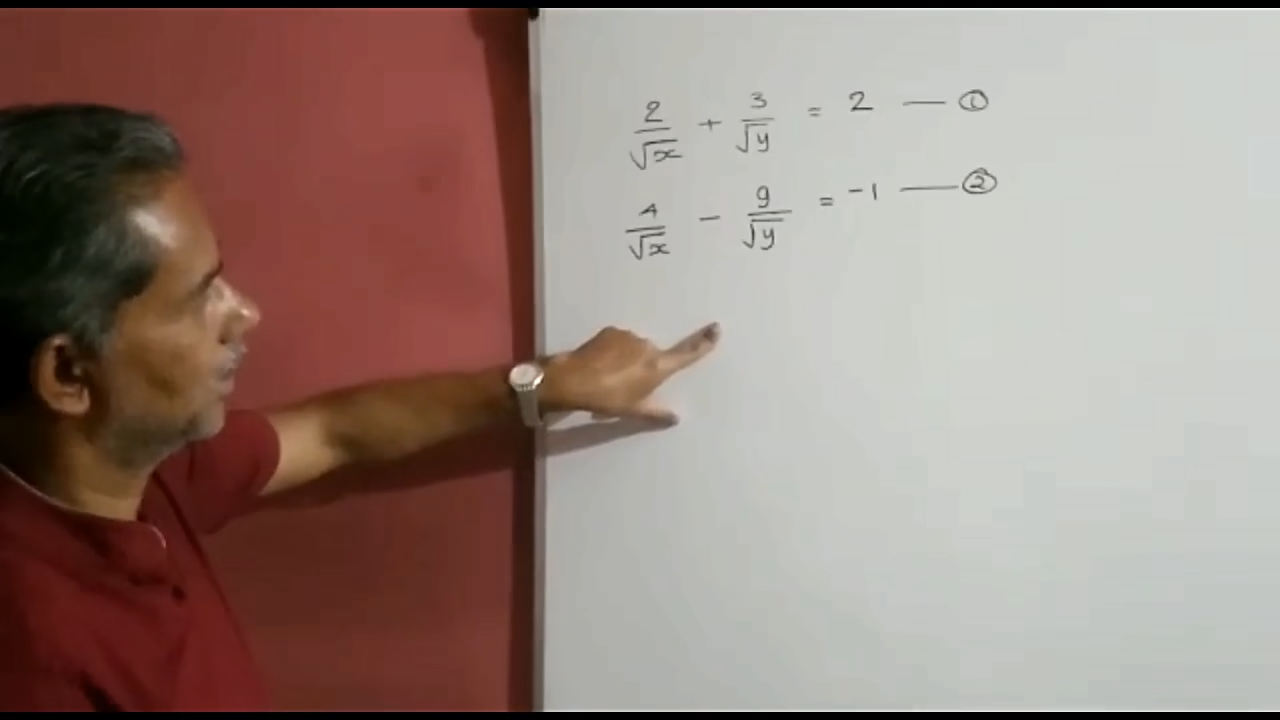 2/√x + 3/√y = 2 — ①
4/√x - 9/√y = -1 — ②